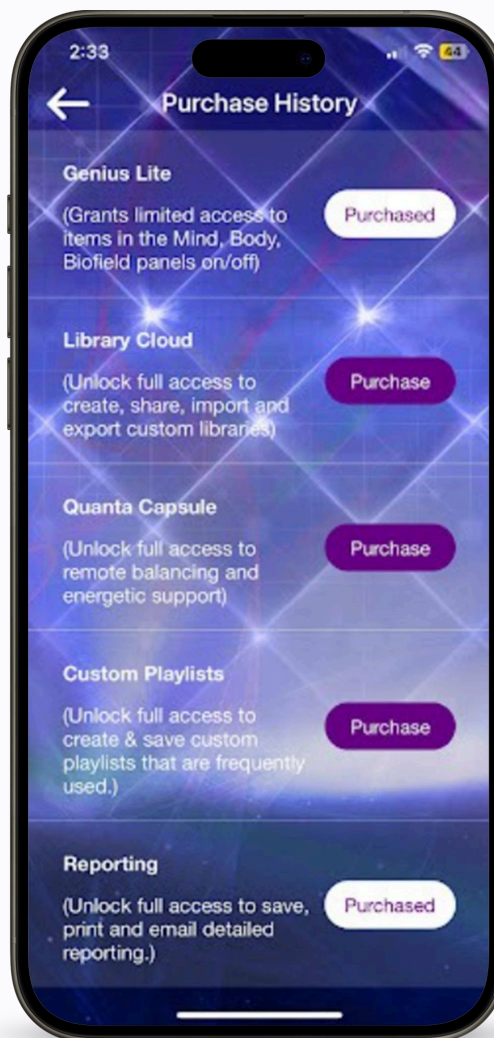 2:33
44
Purchase History
Genius Lite
(Grants limited access to
items in the Mind, Body,
Biofield panels on/off)
Purchased
Library Cloud
(Unlock full access to
create, share, import and
export custom libraries)
Purchase
Quanta Capsule
(Unlock full access to
remote balancing and
energetic support)
Purchase
Custom Playlists
(Unlock full access to
create & save custom
playlists that are frequently
used.)
Purchase
Reporting
(Unlock full access to save,
print and email detailed
reporting.)
Purchased